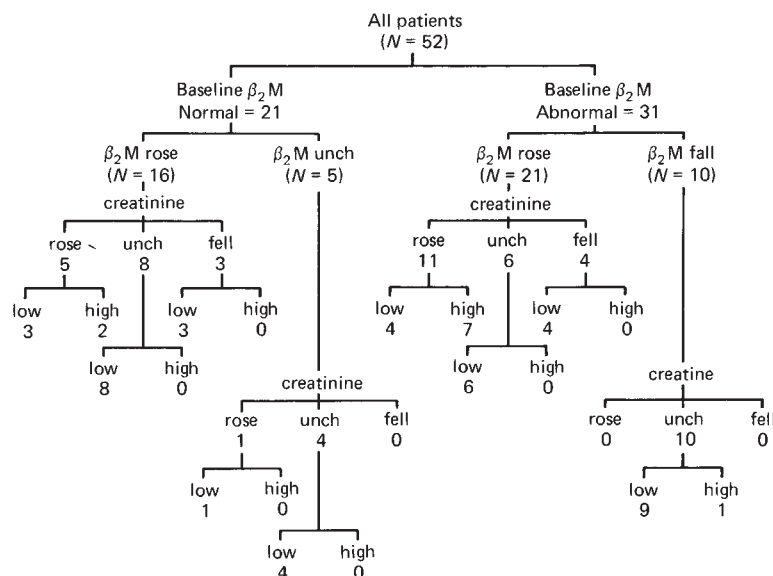 All patients
(N = 52)
Baseline β₂M
Normal = 21
Baseline β₂M
Abnormal = 31
β₂M rose
(N = 16)
β₂M unch
(N = 5)
β₂M rose
(N = 21)
β₂M fall
(N = 10)
creatinine
rose unch fell
5 8 3
low high low high
3 2 3 0
low high
8 0
creatinine
rose unch fell
1 4 0
low high
1 0
low high
4 0
creatinine
rose unch fell
11 6 4
low high low high
4 7 4 0
low high
6 0
creatine
rose unch fell
0 10 0
low high
9 1